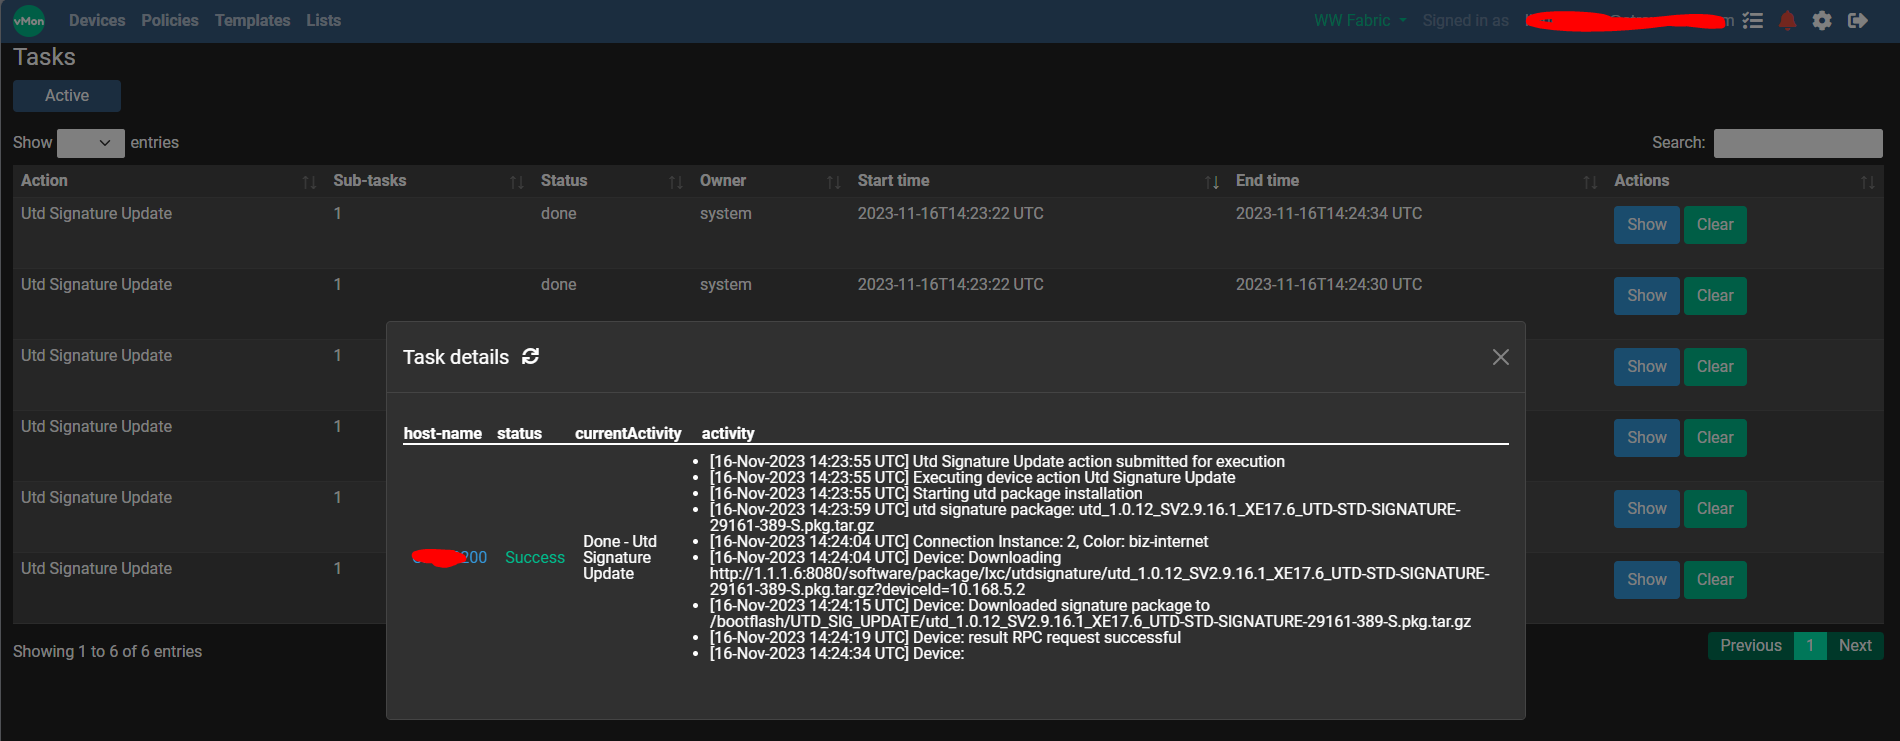 vMon Devices Policies Templates Lists WW Fabric Signed in as m
Tasks
Active
Show entries Search:
Action Sub-tasks Status Owner Start time End time Actions
Utd Signature Update 1 done system 2023-11-16T14:23:22 UTC 2023-11-16T14:24:34 UTC Show Clear
Utd Signature Update 1 done system 2023-11-16T14:23:22 UTC 2023-11-16T14:24:30 UTC Show Clear
Utd Signature Update 1 Show Clear
Utd Signature Update 1 Show Clear
Utd Signature Update 1 Show Clear
Utd Signature Update 1 Show Clear
Showing 1 to 6 of 6 entries Previous 1 Next
Task details
host-name status currentActivity activity
200 Success
Done - Utd
Signature
Update
[16-Nov-2023 14:23:55 UTC] Utd Signature Update action submitted for execution
[16-Nov-2023 14:23:55 UTC] Executing device action Utd Signature Update
[16-Nov-2023 14:23:55 UTC] Starting utd package installation
[16-Nov-2023 14:23:59 UTC] utd signature package: utd_1.0.12_SV2.9.16.1_XE17.6_UTD-STD-SIGNATURE-
29161-389-S.pkg.tar.gz
[16-Nov-2023 14:24:04 UTC] Connection Instance: 2, Color: biz-internet
[16-Nov-2023 14:24:04 UTC] Device: Downloading
http://1.1.1.6:8080/software/package/lxc/utdsignature/utd_1.0.12_SV2.9.16.1_XE17.6_UTD-STD-SIGNATURE-
29161-389-S.pkg.tar.gz?deviceId=10.168.5.2
[16-Nov-2023 14:24:15 UTC] Device: Downloaded signature package to
/bootflash/UTD_SIG_UPDATE/utd_1.0.12_SV2.9.16.1_XE17.6_UTD-STD-SIGNATURE-29161-389-S.pkg.tar.gz
[16-Nov-2023 14:24:19 UTC] Device: result RPC request successful
[16-Nov-2023 14:24:34 UTC] Device: